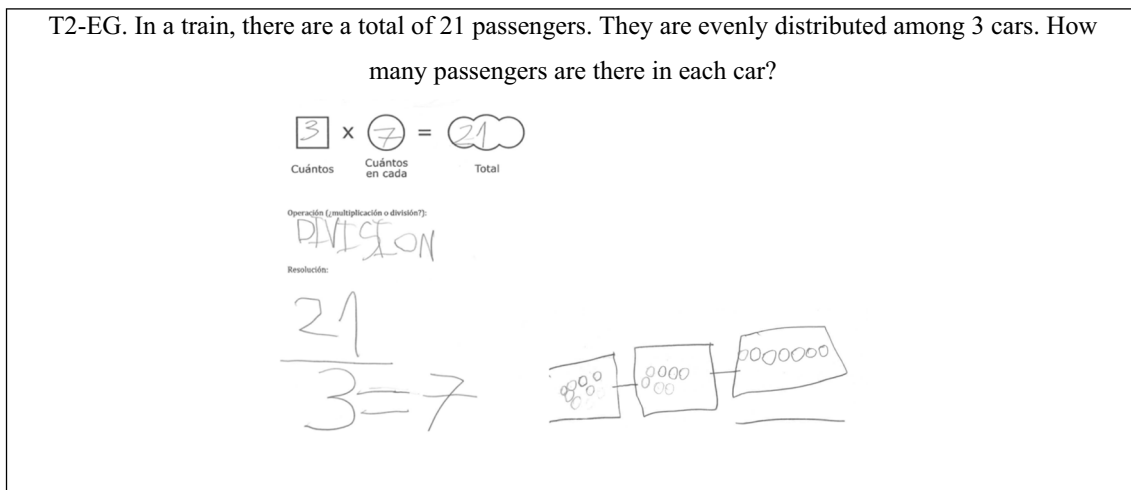 T2-EG. In a train, there are a total of 21 passengers. They are evenly distributed among 3 cars. How
many passengers are there in each car?
3 x 7 = 21
Cuántos Cuántos en cada Total
Operación (¿multiplicación o división?):
DIVISION
Resolución:
21
3=7